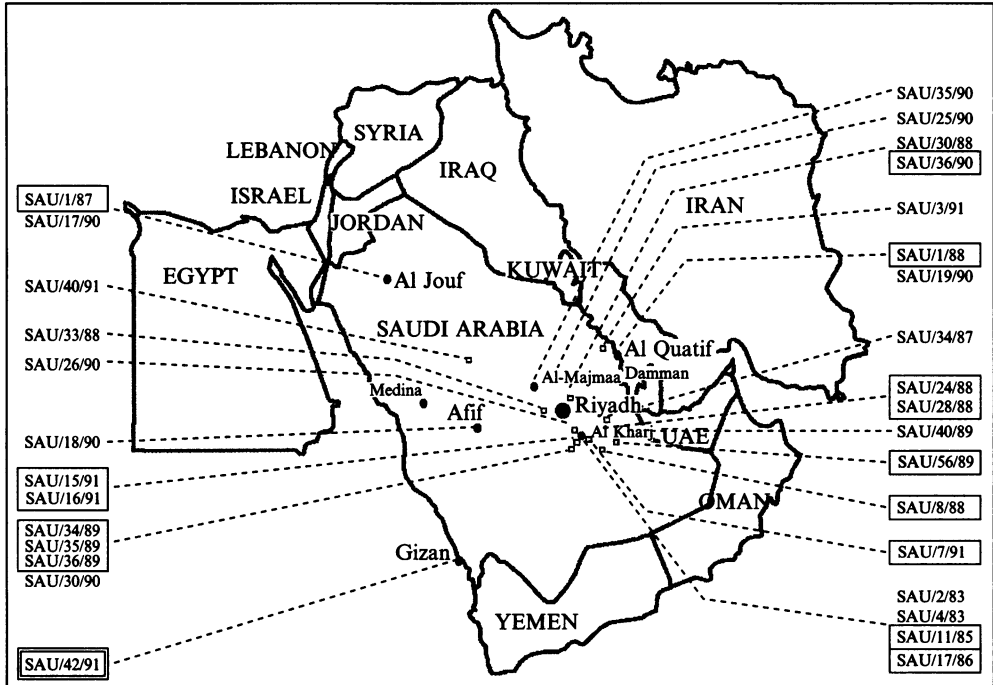 SAU/1/87
SAU/17/90
SAU/40/91
SAU/33/88
SAU/26/90
SAU/18/90
SAU/15/91
SAU/16/91
SAU/34/89
SAU/35/89
SAU/36/89
SAU/30/90
SAU/42/91
SYRIA
LEBANON
IRAQ
ISRAEL
IRAN
JORDAN
EGYPT
KUWAIT
Al Jouf
SAUDI ARABIA
Al Quatif
Al-Majmaa
Damman
Medina
Riyadh
Afif
Al Kharj
UAE
OMAN
Gizan
YEMEN
SAU/35/90
SAU/25/90
SAU/30/88
SAU/36/90
SAU/3/91
SAU/1/88
SAU/19/90
SAU/34/87
SAU/24/88
SAU/28/88
SAU/40/89
SAU/56/89
SAU/8/88
SAU/7/91
SAU/2/83
SAU/4/83
SAU/11/85
SAU/17/86